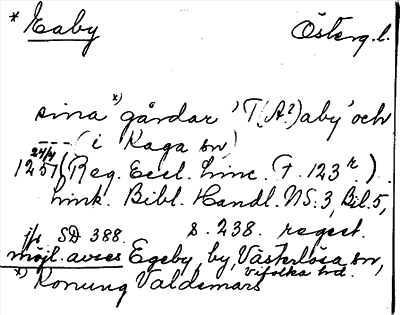 * Eaby Österg. l.
sina *) gårdar 'T(A?)aby' och
--- (i Kaga sn)
24/4
1251 (Reg. Eccl. Linc. F. 123 r.)
Link. Bibl. Handl. NS: 3, Bil. 5,
jfr SD 388. s. 238. regest.
möjl. avses Egeby, by, Västerlösa sn,
Vifolka hd.
*) Konung Valdemars